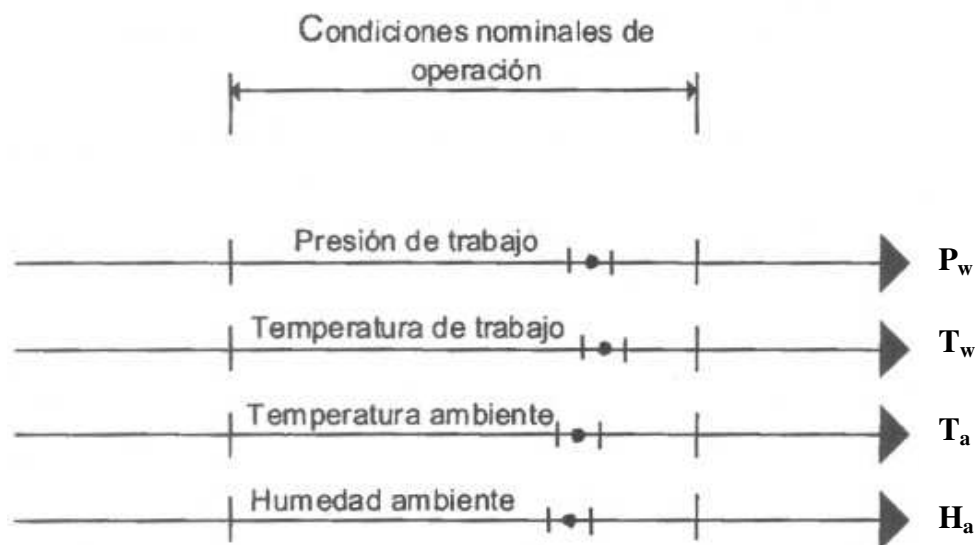 Condiciones nominales de
operación
Presión de trabajo
Pw
Temperatura de trabajo
Tw
Temperatura ambiente
Ta
Humedad ambiente
Ha